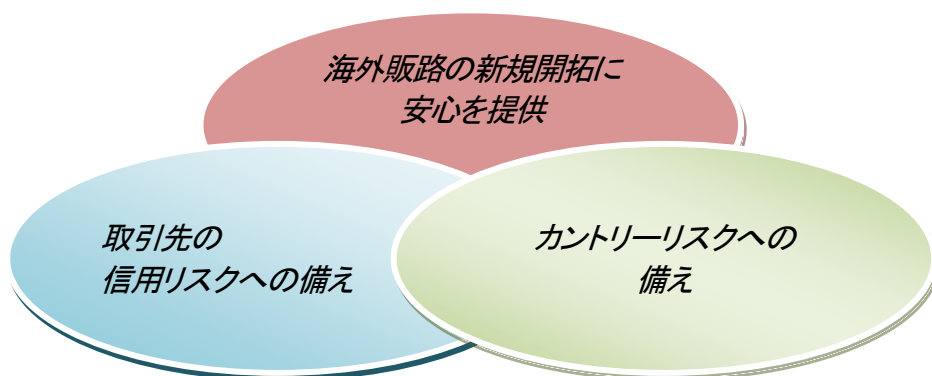 海外販路の新規開拓に
安心を提供
取引先の
信用リスクへの備え
カントリーリスクへの
備え